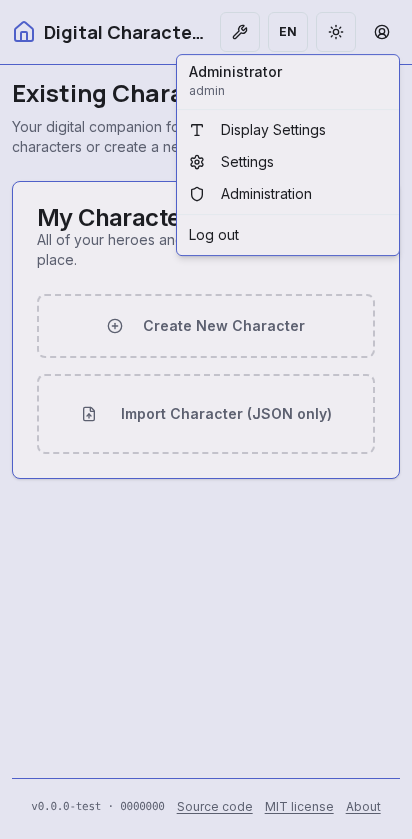 Digital Characte...
EN
Administrator
admin
Existing Chara
Your digital companion fo
characters or create a ne
Display Settings
Settings
Administration
Log out
My Characte
All of your heroes an
place.
Create New Character
Import Character (JSON only)
v0.0.0-test · 0000000 Source code MIT license About